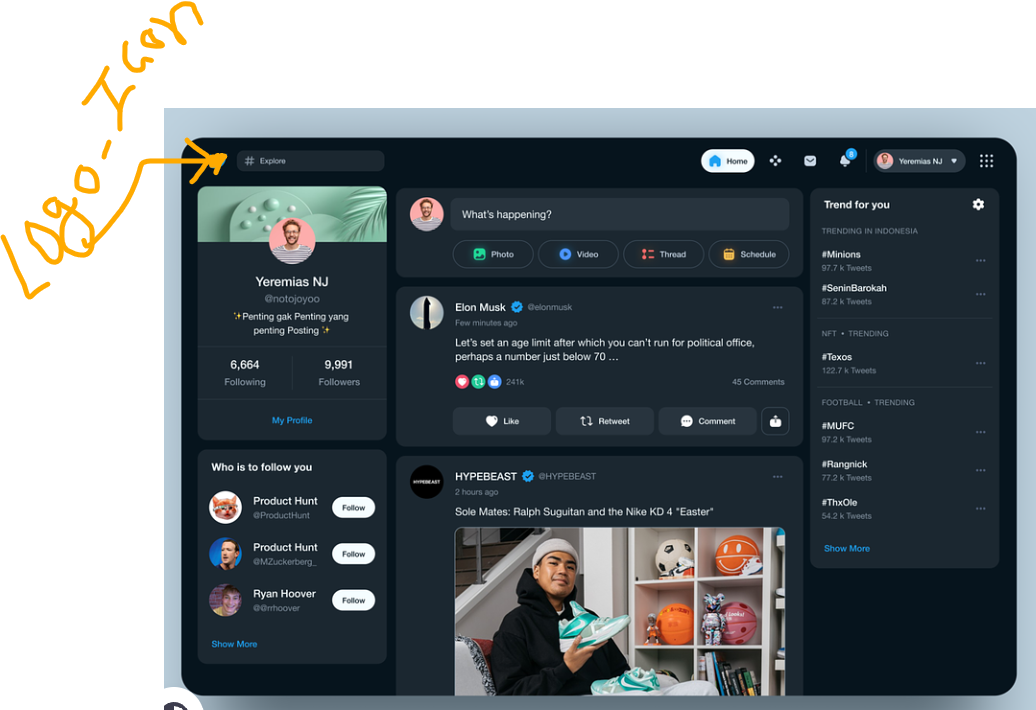 Logo-Icon
# Explore
Home
8
Yeremias NJ
Yeremias NJ
@notojoyoo
✨Penting gak Penting yang
penting Posting ✨
6,664
Following
9,991
Followers
My Profile
Who is to follow you
Product Hunt
@ProductHunt
Follow
Product Hunt
@MZuckerberg_
Follow
Ryan Hoover
@@rrhoover
Follow
Show More
What's happening?
Photo
Video
Thread
Schedule
Elon Musk
@elonmusk
Few minutes ago
Let's set an age limit after which you can't run for political office,
perhaps a number just below 70 ...
241k
45 Comments
Like
Retweet
Comment
HYPEBEAST
HYPEBEAST
@HYPEBEAST
2 hours ago
Sole Mates: Ralph Suguitan and the Nike KD 4 "Easter"
Trend for you
TRENDING IN INDONESIA
#Minions
97.7 k Tweets
#SeninBarokah
87.2 k Tweets
NFT • TRENDING
#Texos
122.7 k Tweets
FOOTBALL • TRENDING
#MUFC
97.2 k Tweets
#Rangnick
77.2 k Tweets
#ThxOle
54.2 k Tweets
Show More